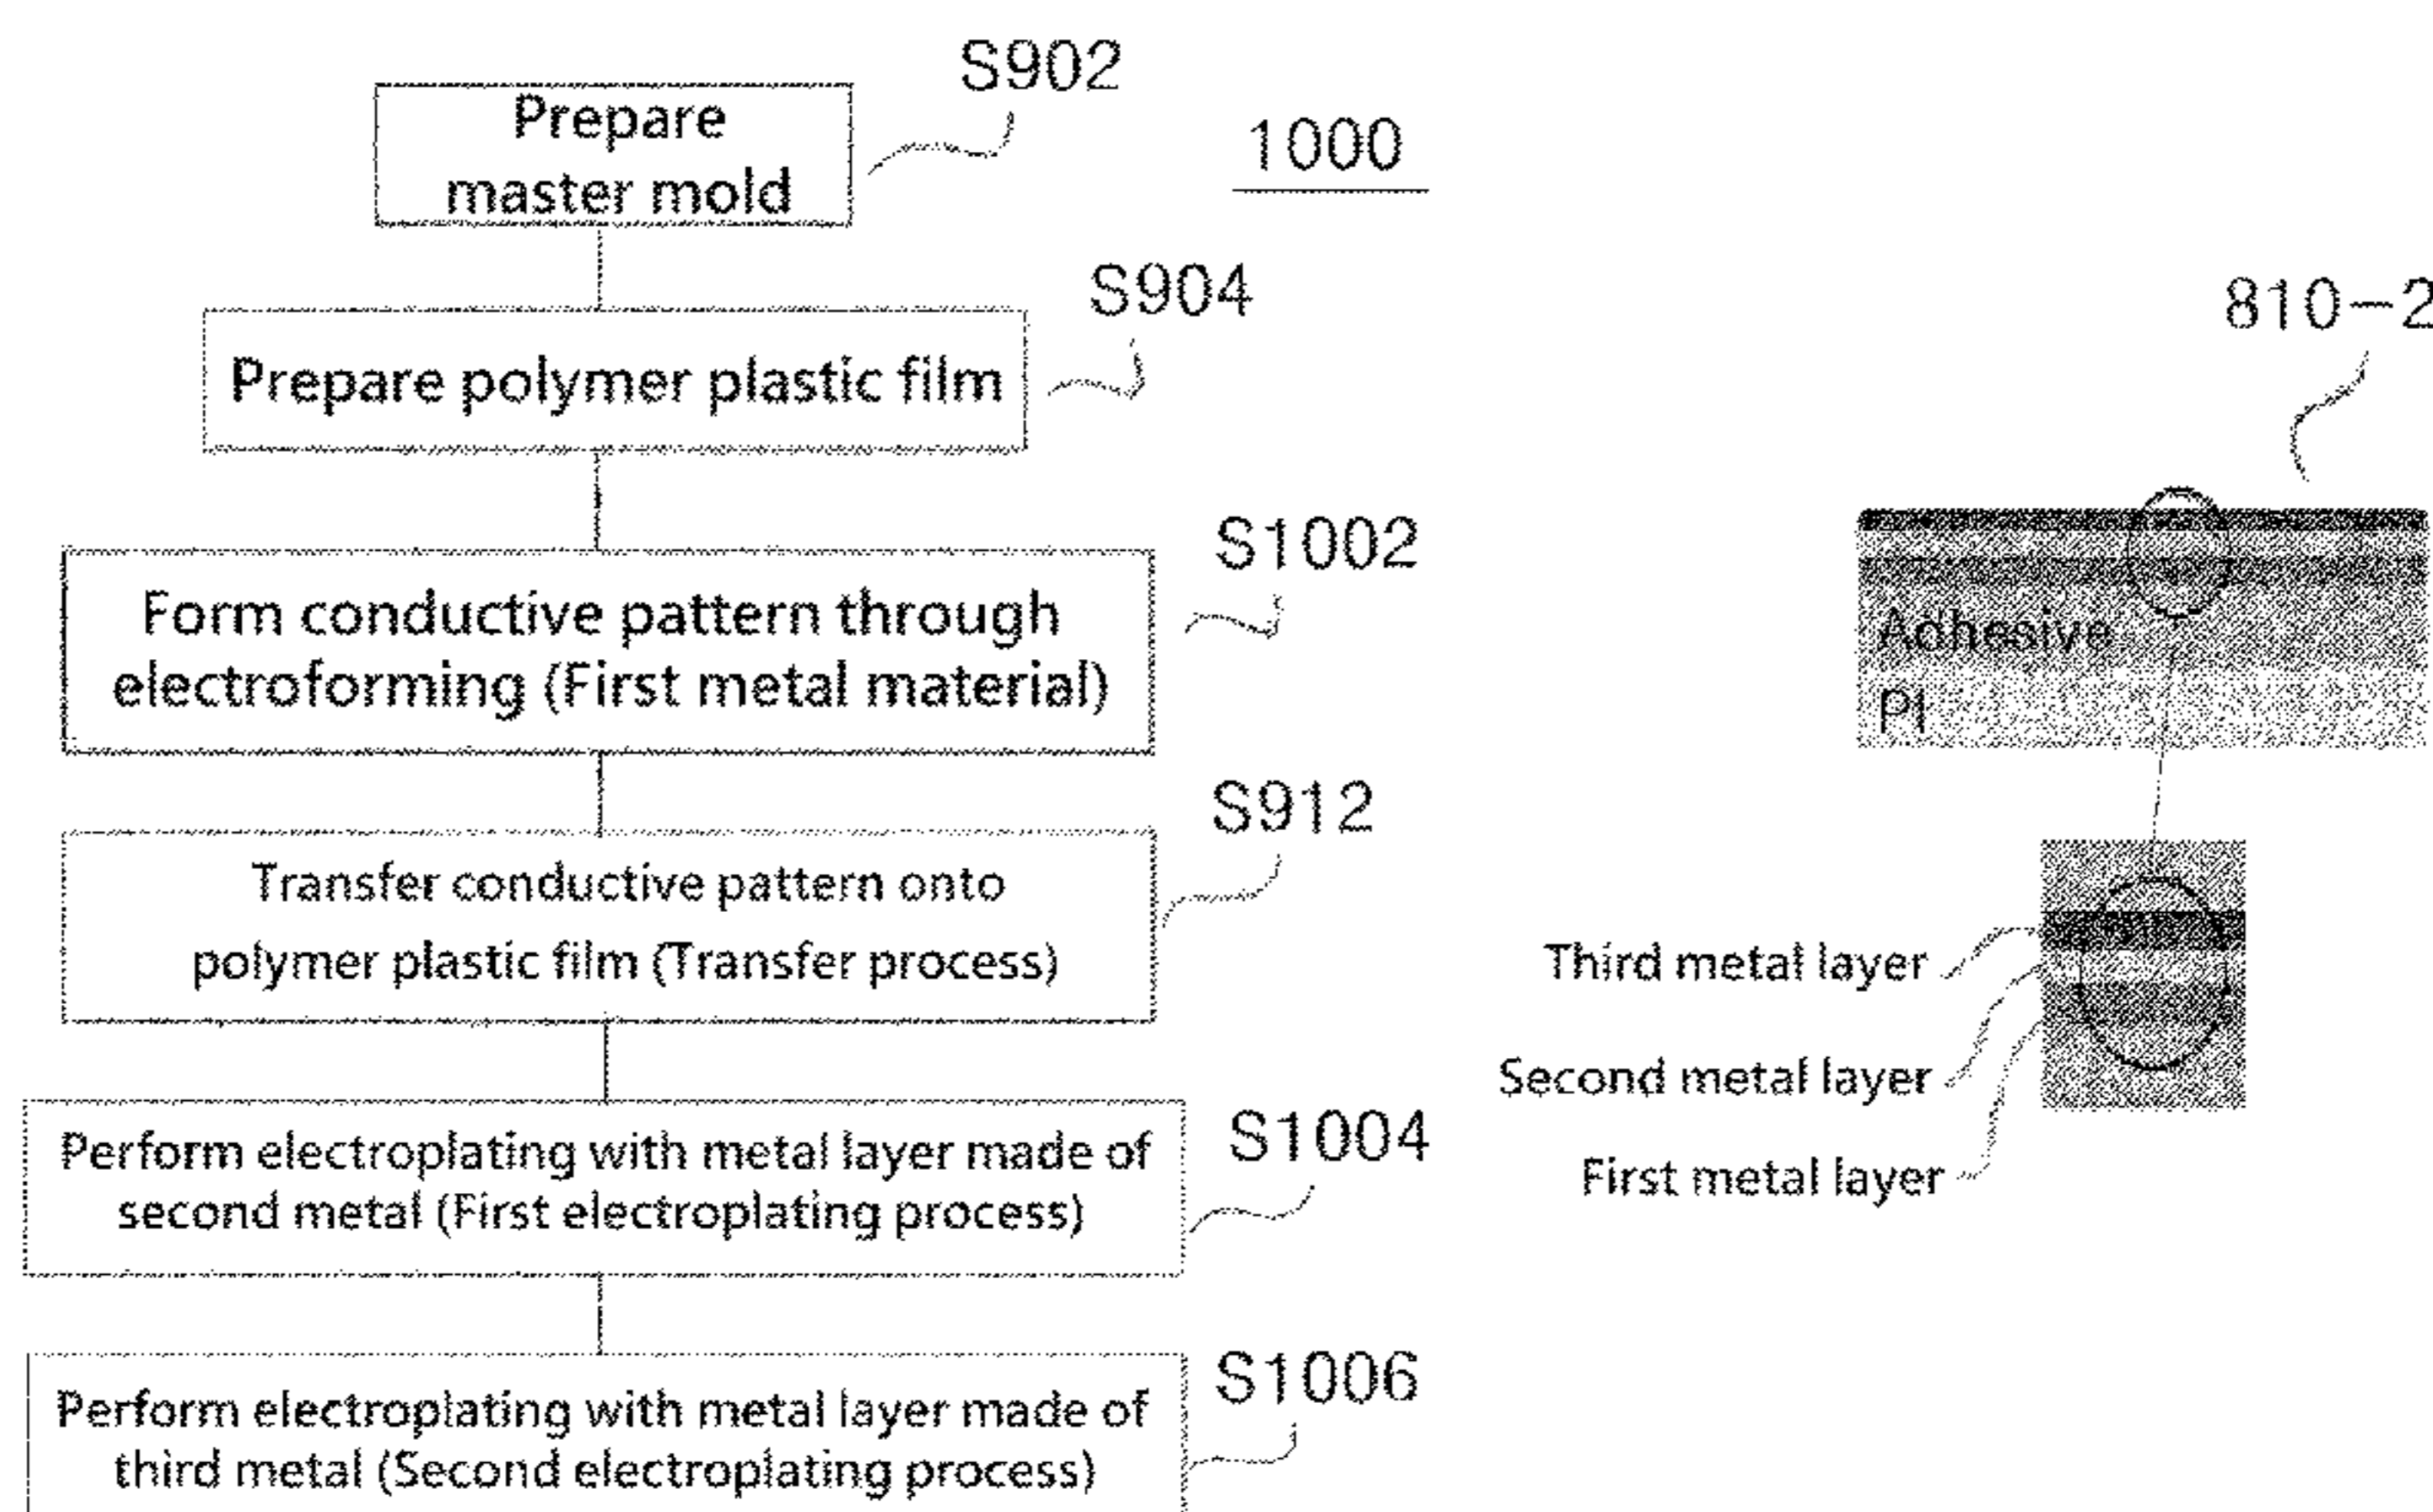 S902
Prepare
master mold
1000
S904
Prepare polymer plastic film
S1002
Form conductive pattern through
electroforming (First metal material)
S912
Transfer conductive pattern onto
polymer plastic film (Transfer process)
S1004
Perform electroplating with metal layer made of
second metal (First electroplating process)
S1006
Perform electroplating with metal layer made of
third metal (Second electroplating process)
810-2
Adhesive
PI
Third metal layer
Second metal layer
First metal layer